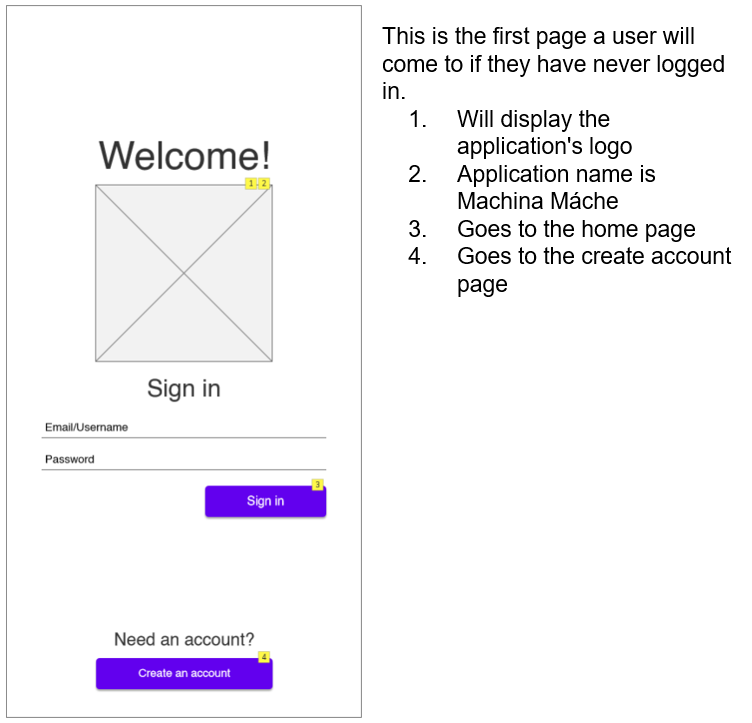 Welcome!
1 2
Sign in
Email/Username
Password
3
Sign in
Need an account?
4
Create an account
This is the first page a user will
come to if they have never logged
in.
1. Will display the
application's logo
2. Application name is
Machina Máche
3. Goes to the home page
4. Goes to the create account
page